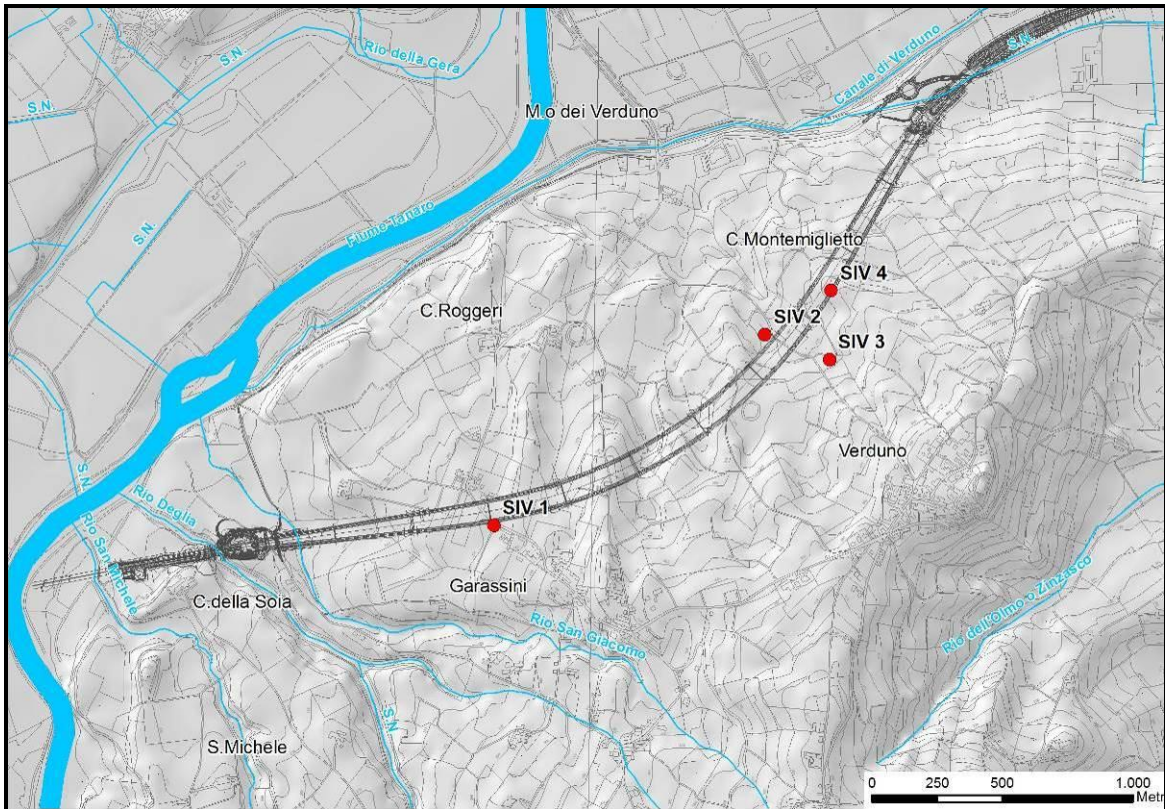 Rio della Gera
S.N.
Canale di Verduno
S.N.
S.N.
M.o dei Verduno
S.N.
Fiume Tanaro
C.Montemiglietto
SIV 4
C.Roggeri
SIV 2
SIV 3
Verduno
S.N.
Rio Deglia
SIV 1
Rio San Michele
Garassini
C.della Soia
Rio San Giacomo
Rio dell'Olmo o Zinzasco
S.N
S.Michele
0 250 500 1.000
Metri